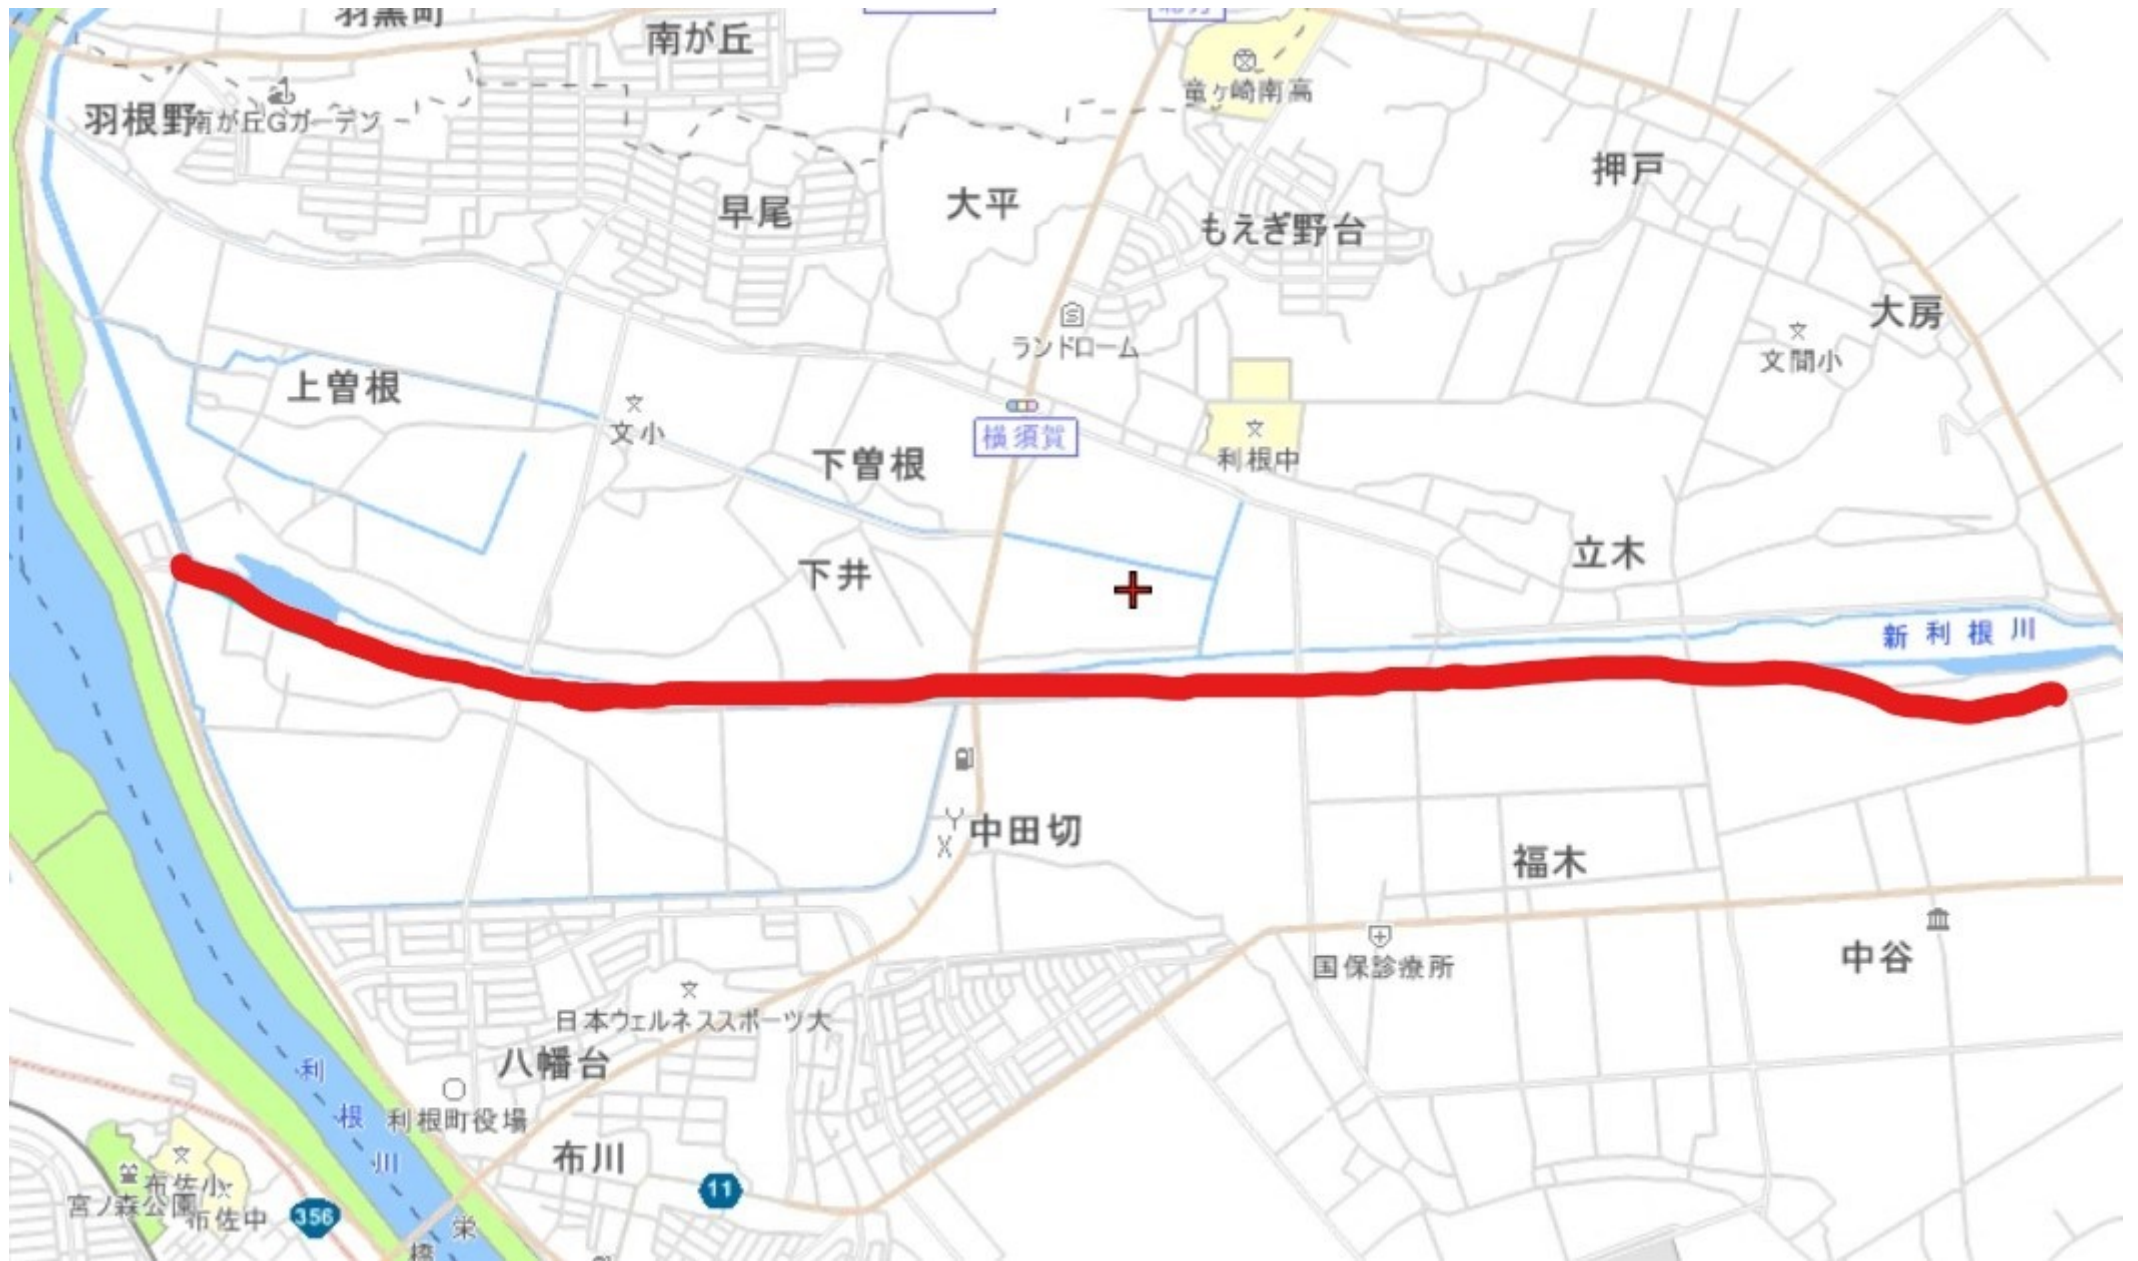 羽黒町
南が丘
竜ヶ崎南高
羽根野
南が丘Gガーデン
押戸
早尾
大平
もえぎ野台
大房
ランドローム
文間小
上曽根
文小
横須賀
下曽根
利根中
立木
下井
新利根川
中田切
福木
国保診療所
中谷
日本ウェルネススポーツ大
八幡台
利根川
利根町役場
布川
11
布佐小
宮ノ森公園
布佐中
356
栄橋